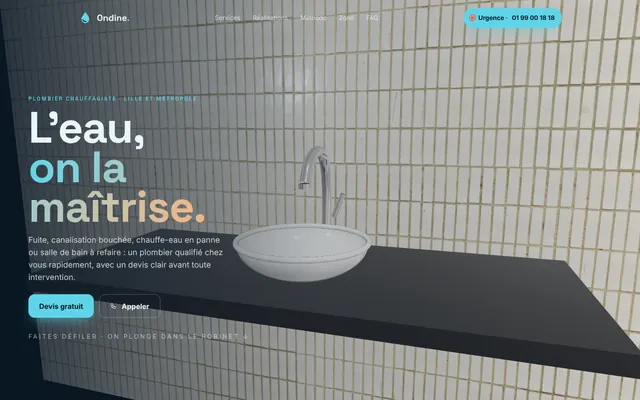 Ondine.
Services Réalisations Méthode Zone FAQ
Urgence · 01 99 00 18 18
PLOMBIER CHAUFFAGISTE · LILLE ET MÉTROPOLE
L'eau,
on la
maîtrise.
Fuite, canalisation bouchée, chauffe-eau en panne
ou salle de bain à refaire : un plombier qualifié chez
vous rapidement, avec un devis clair avant toute
intervention.
Devis gratuit
Appeler
FAITES DÉFILER · ON PLONGE DANS LE ROBINET ↓